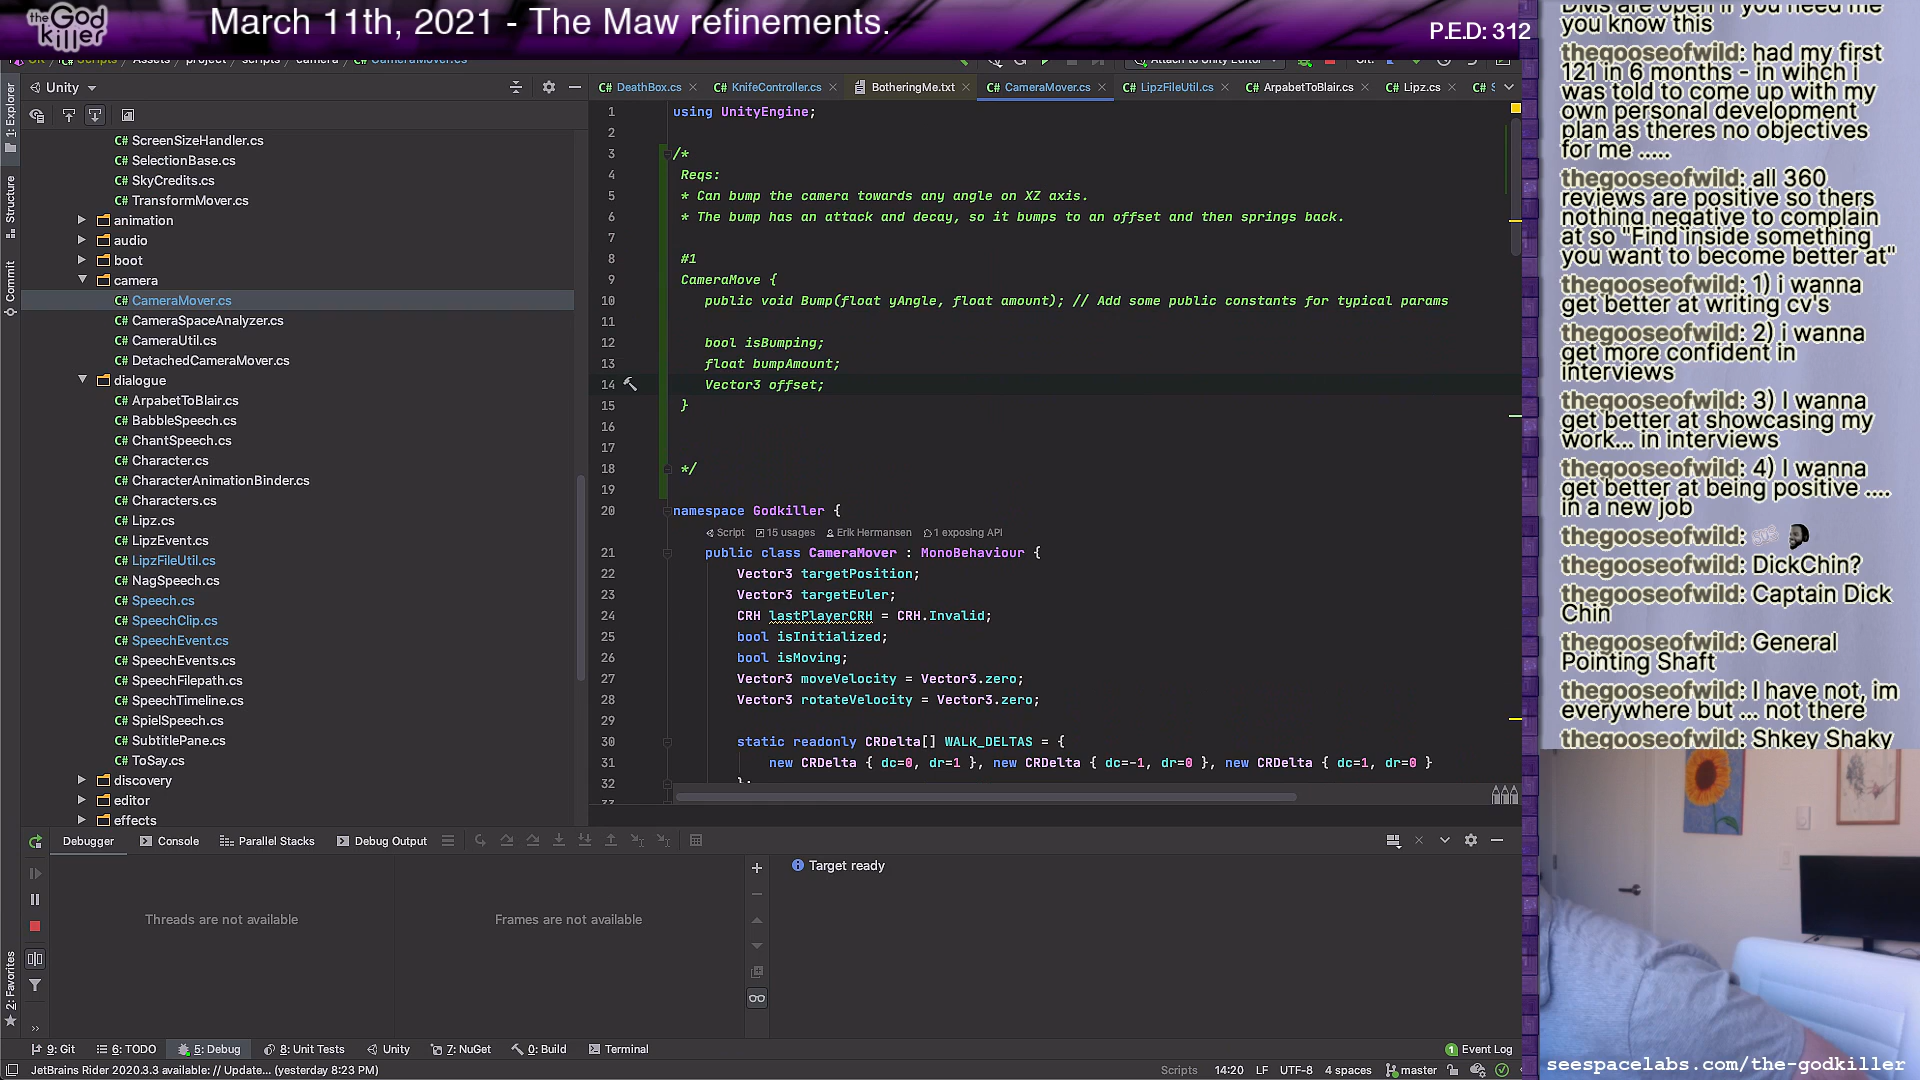 the God killer
March 11th, 2021 - The Maw refinements.
P.E.D: 312
Unity
DeathBox.cs
KnifeController.cs
BotheringMe.txt
CameraMover.cs
LipzFileUtil.cs
ArpabetToBlair.cs
Lipz.cs
1: Explorer
Structure
Commit
2: Favorites
ScreenSizeHandler.cs
SelectionBase.cs
SkyCredits.cs
TransformMover.cs
animation
audio
boot
camera
CameraMover.cs
CameraSpaceAnalyzer.cs
CameraUtil.cs
DetachedCameraMover.cs
dialogue
ArpabetToBlair.cs
BabbleSpeech.cs
ChantSpeech.cs
Character.cs
CharacterAnimationBinder.cs
Characters.cs
Lipz.cs
LipzEvent.cs
LipzFileUtil.cs
NagSpeech.cs
Speech.cs
SpeechClip.cs
SpeechEvent.cs
SpeechEvents.cs
SpeechFilepath.cs
SpeechTimeline.cs
SpielSpeech.cs
SubtitlePane.cs
ToSay.cs
discovery
editor
effects
1 using UnityEngine;
2
3 /*
4 Reqs:
5 * Can bump the camera towards any angle on XZ axis.
6 * The bump has an attack and decay, so it bumps to an offset and then springs back.
7
8 #1
9 CameraMove {
10 public void Bump(float yAngle, float amount); // Add some public constants for typical params
11
12 bool isBumping;
13 float bumpAmount;
14 Vector3 offset;
15 }
16
17
18 */
19
20 namespace Godkiller {
Script 15 usages Erik Hermansen 1 exposing API
21 public class CameraMover : MonoBehaviour {
22 Vector3 targetPosition;
23 Vector3 targetEuler;
24 CRH lastPlayerCRH = CRH.Invalid;
25 bool isInitialized;
26 bool isMoving;
27 Vector3 moveVelocity = Vector3.zero;
28 Vector3 rotateVelocity = Vector3.zero;
29
30 static readonly CRDelta[] WALK_DELTAS = {
31 new CRDelta { dc=0, dr=1 }, new CRDelta { dc=-1, dr=0 }, new CRDelta { dc=1, dr=0 }
32 };
Debugger
Console
Parallel Stacks
Debug Output
Threads are not available
Frames are not available
Target ready
9: Git
6: TODO
5: Debug
8: Unit Tests
Unity
7: NuGet
0: Build
Terminal
1 Event Log
JetBrains Rider 2020.3.3 available: // Update... (yesterday 8:23 PM)
Scripts
14:20
LF
UTF-8
4 spaces
master
DMs are open if you need me
you know this
thegooseofwild: had my first
121 in 6 months - in wihch i
was told to come up with my
own personal development
plan as theres no objectives
for me .....
thegooseofwild: all 360
reviews are positive so thers
nothing negative to complain
at so "Find inside something
you want to become better at"
thegooseofwild: 1) i wanna
get better at writing cv's
thegooseofwild: 2) i wanna
get more confident in
interviews
thegooseofwild: 3) I wanna
get better at showcasing my
work... in interviews
thegooseofwild: 4) I wanna
get better at being positive ....
in a new job
thegooseofwild:
thegooseofwild: DickChin?
thegooseofwild: Captain Dick
Chin
thegooseofwild: General
Pointing Shaft
thegooseofwild: I have not, im
everywhere but ... not there
thegooseofwild: Shkey Shaky
seespacelabs.com/the-godkiller